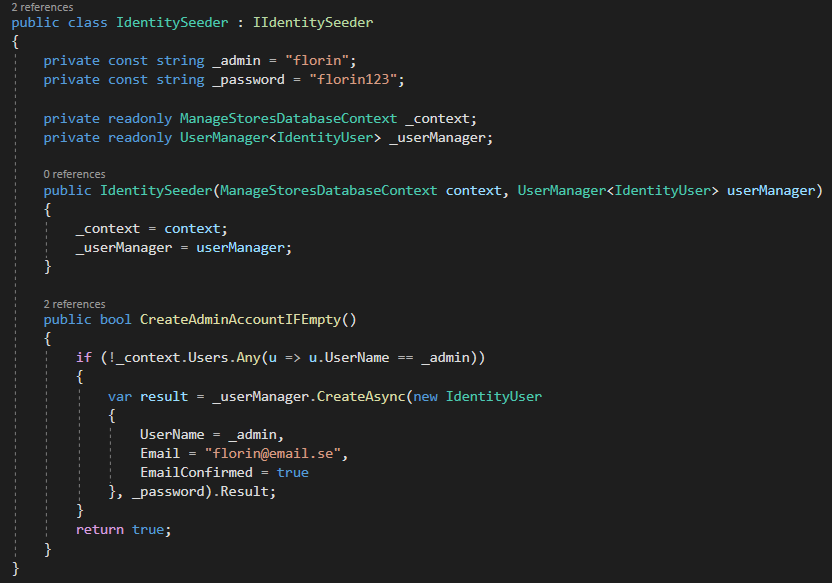 2 references
public class IdentitySeeder : IIdentitySeeder
{
    private const string _admin = "florin";
    private const string _password = "florin123";

    private readonly ManageStoresDatabaseContext _context;
    private readonly UserManager<IdentityUser> _userManager;

    0 references
    public IdentitySeeder(ManageStoresDatabaseContext context, UserManager<IdentityUser> userManager)
    {
        _context = context;
        _userManager = userManager;
    }

    2 references
    public bool CreateAdminAccountIFEmpty()
    {
        if (!_context.Users.Any(u => u.UserName == _admin))
        {
            var result = _userManager.CreateAsync(new IdentityUser
            {
                UserName = _admin,
                Email = "florin@email.se",
                EmailConfirmed = true
            }, _password).Result;
        }
        return true;
    }
}